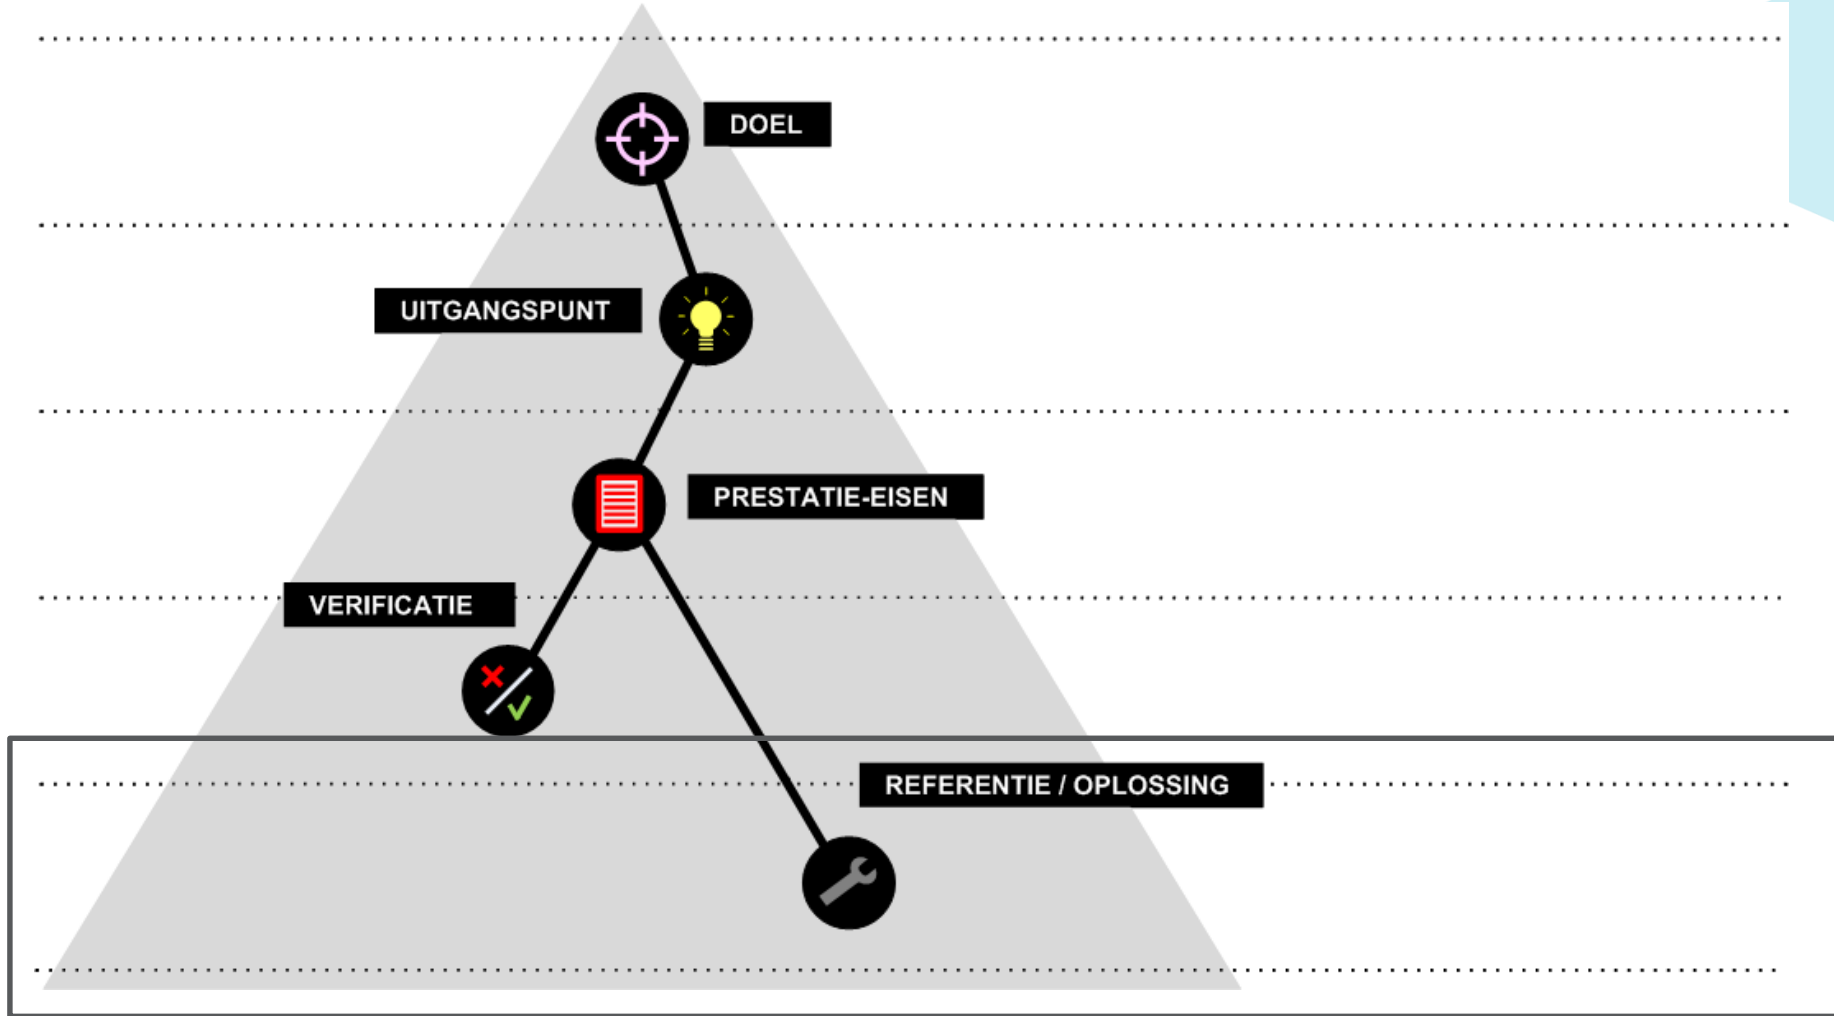 DOEL
UITGANGSPUNT
PRESTATIE-EISEN
VERIFICATIE
REFERENTIE / OPLOSSING